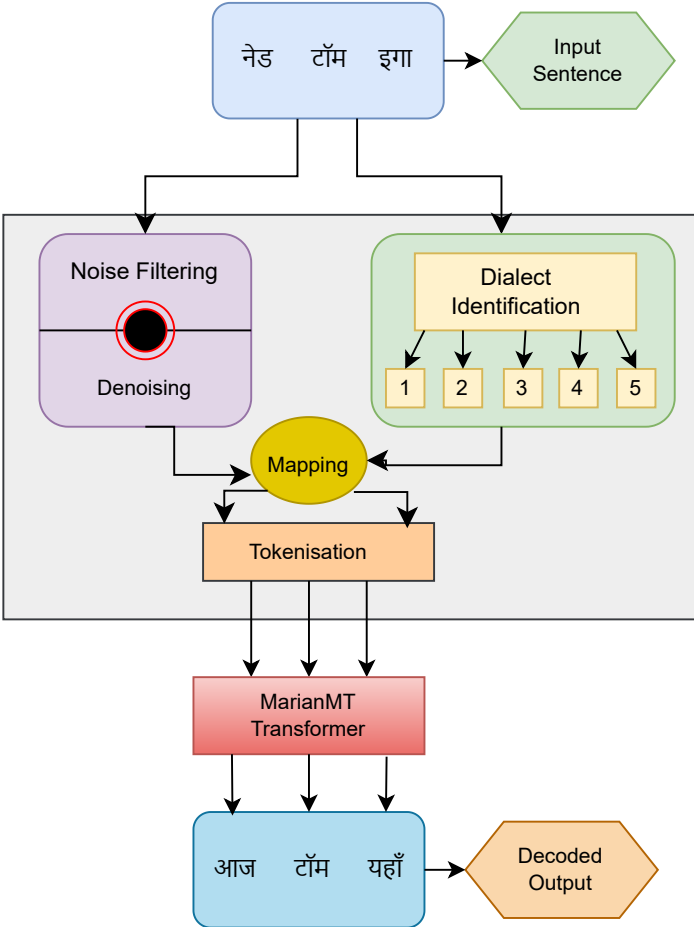 नेड टॉम इगा
Input
Sentence
Noise Filtering
Denoising
Dialect
Identification
1 2 3 4 5
Mapping
Tokenisation
MarianMT
Transformer
आज टॉम यहाँ
Decoded
Output